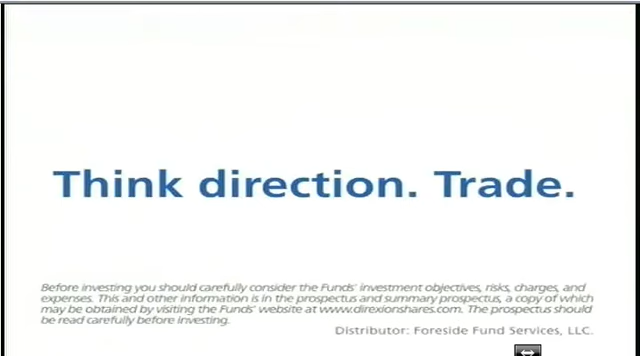 Think direction. Trade.
Before investing you should carefully consider the Funds' investment objectives, risks, charges, and
expenses. This and other information is in the prospectus and summary prospectus, a copy of which
may be obtained by visiting the Funds' website at www.direxionshares.com. The prospectus should
be read carefully before investing.
Distributor: Foreside Fund Services, LLC.